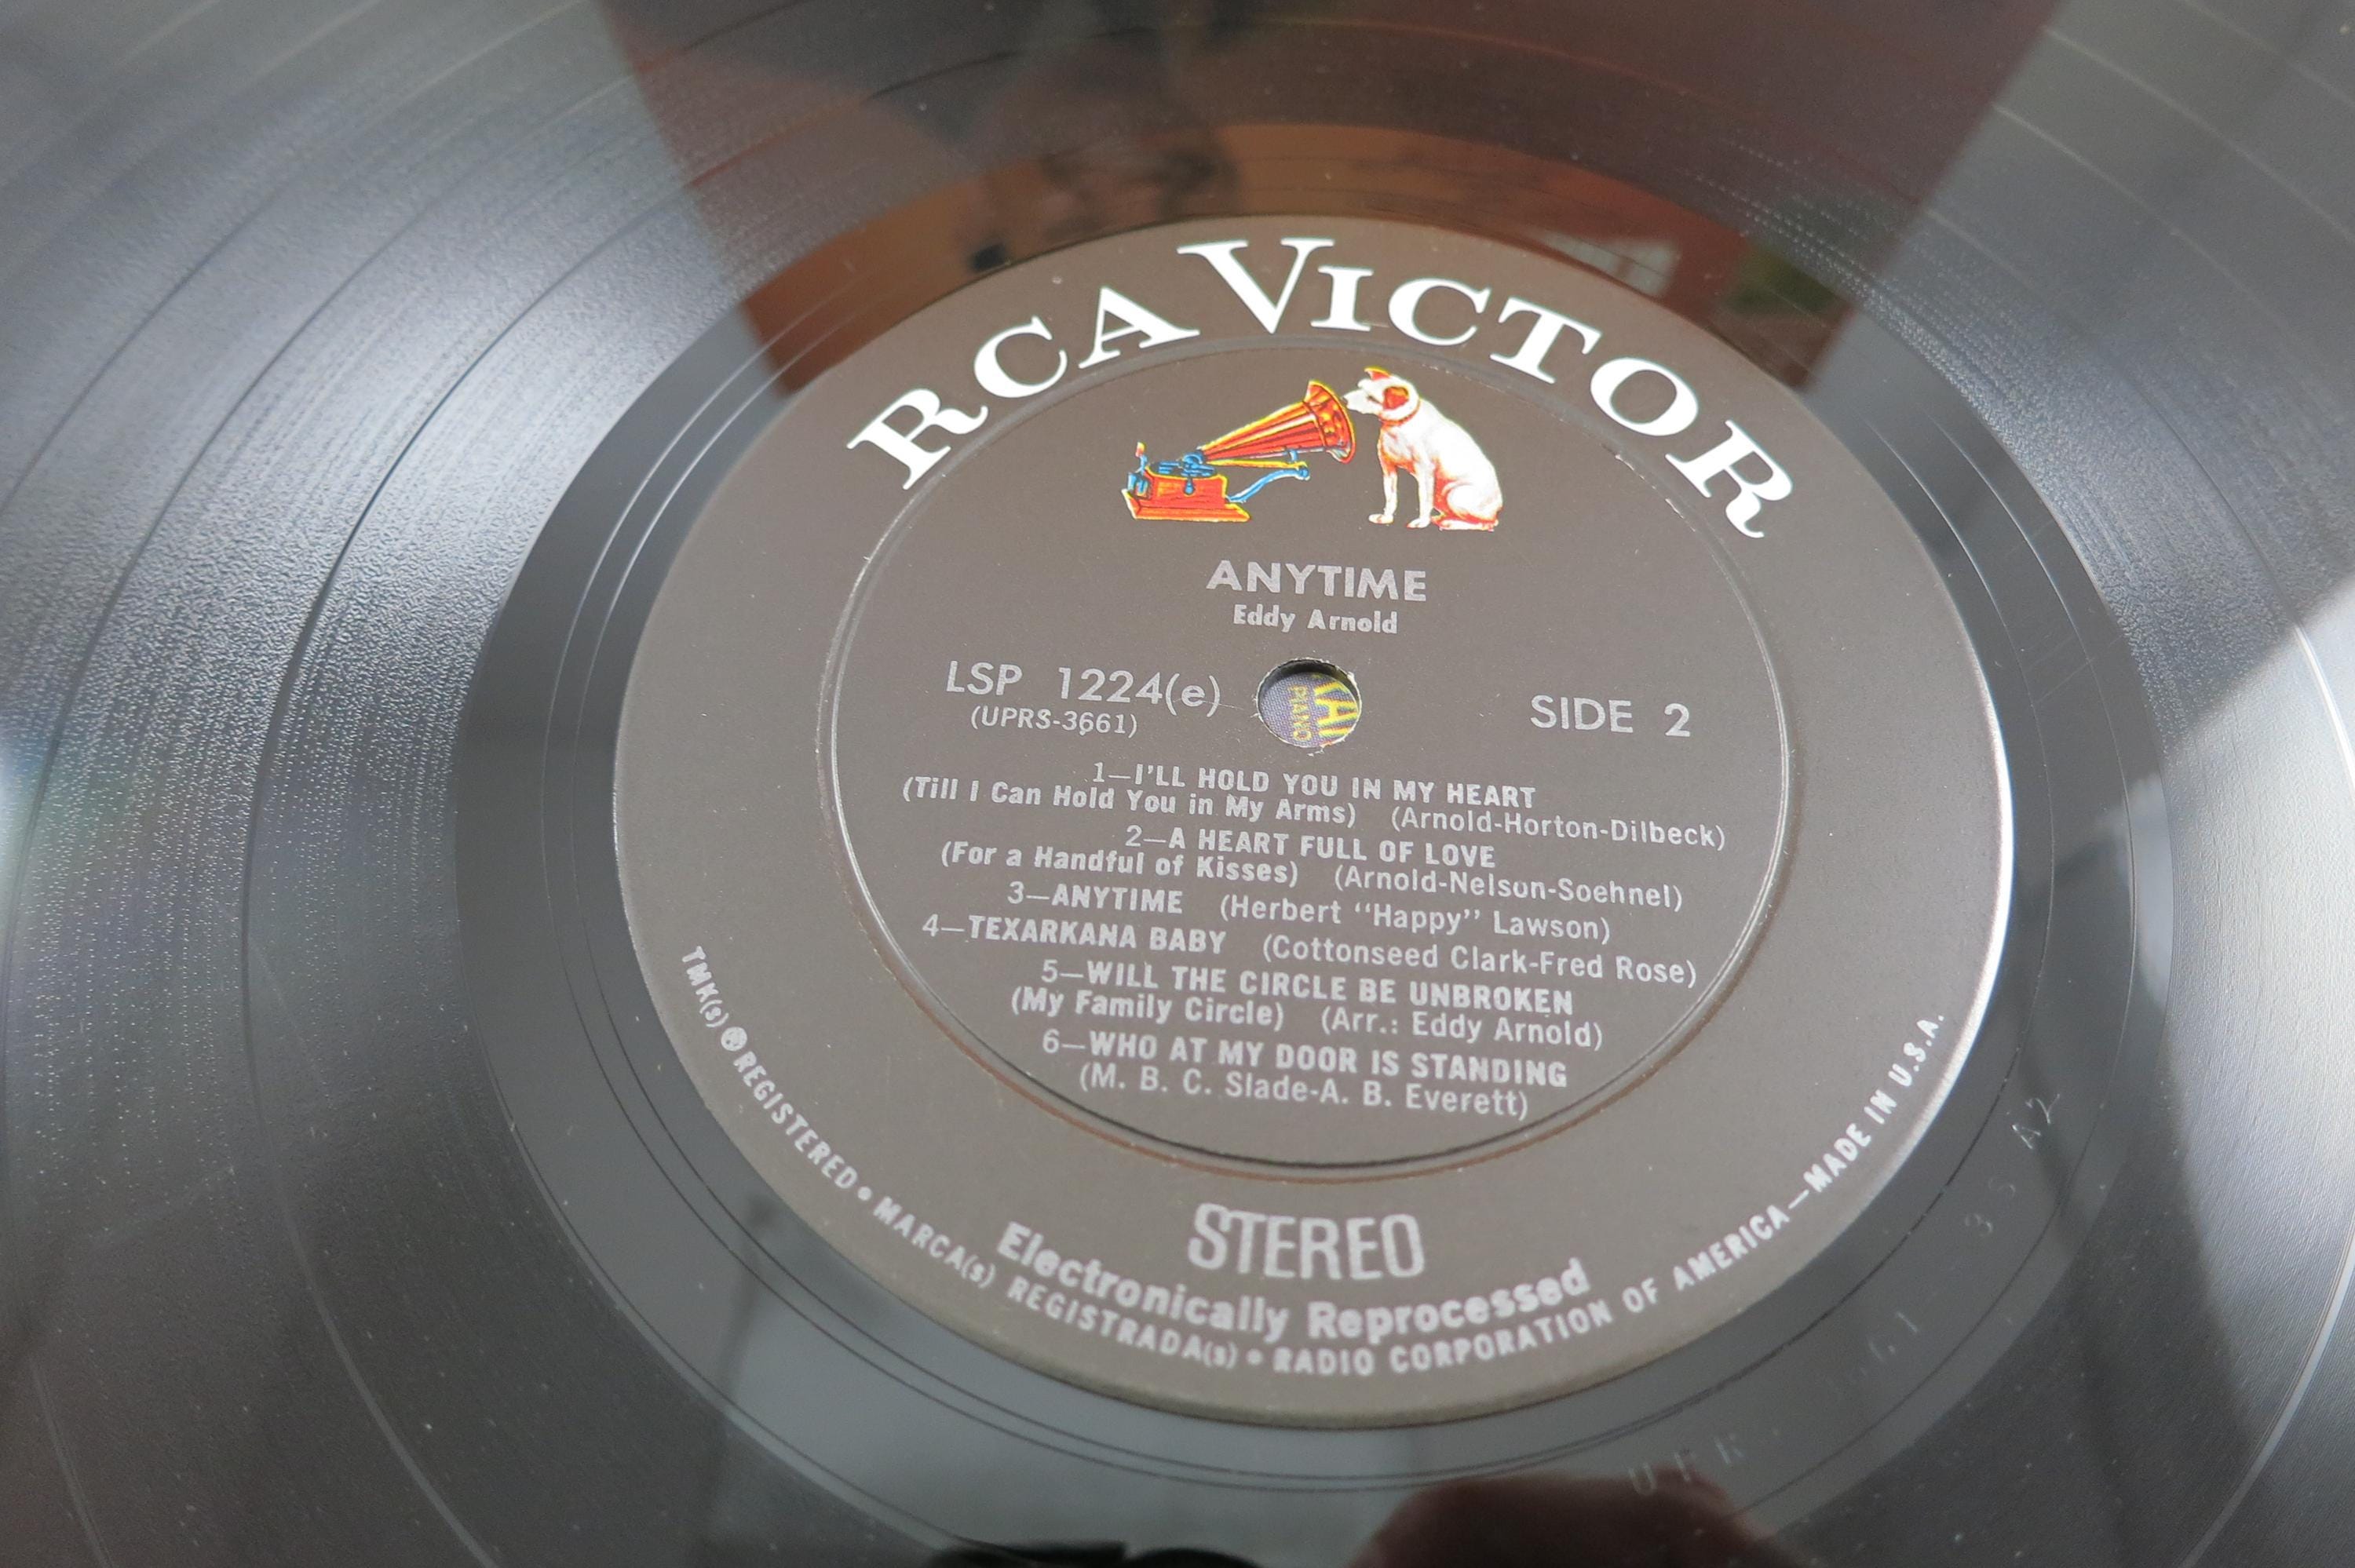 RCA VICTOR
ANYTIME
Eddy Arnold
LSP 1224(e)
(UPRS-3661)
SIDE 2
1—I'LL HOLD YOU IN MY HEART
(Till I Can Hold You in My Arms) (Arnold-Horton-Dilbeck)
2—A HEART FULL OF LOVE
(For a Handful of Kisses) (Arnold-Nelson-Soehnel)
3—ANYTIME (Herbert "Happy" Lawson)
4—TEXARKANA BABY (Cottonseed Clark-Fred Rose)
5—WILL THE CIRCLE BE UNBROKEN
(My Family Circle) (Arr.: Eddy Arnold)
6—WHO AT MY DOOR IS STANDING
(M. B. C. Slade-A. B. Everett)
STEREO
Electronically Reprocessed
TMK(s) ® REGISTERED • MARCA(s) REGISTRADA(s) • RADIO CORPORATION OF AMERICA—MADE IN U.S.A.
PIANO
A2